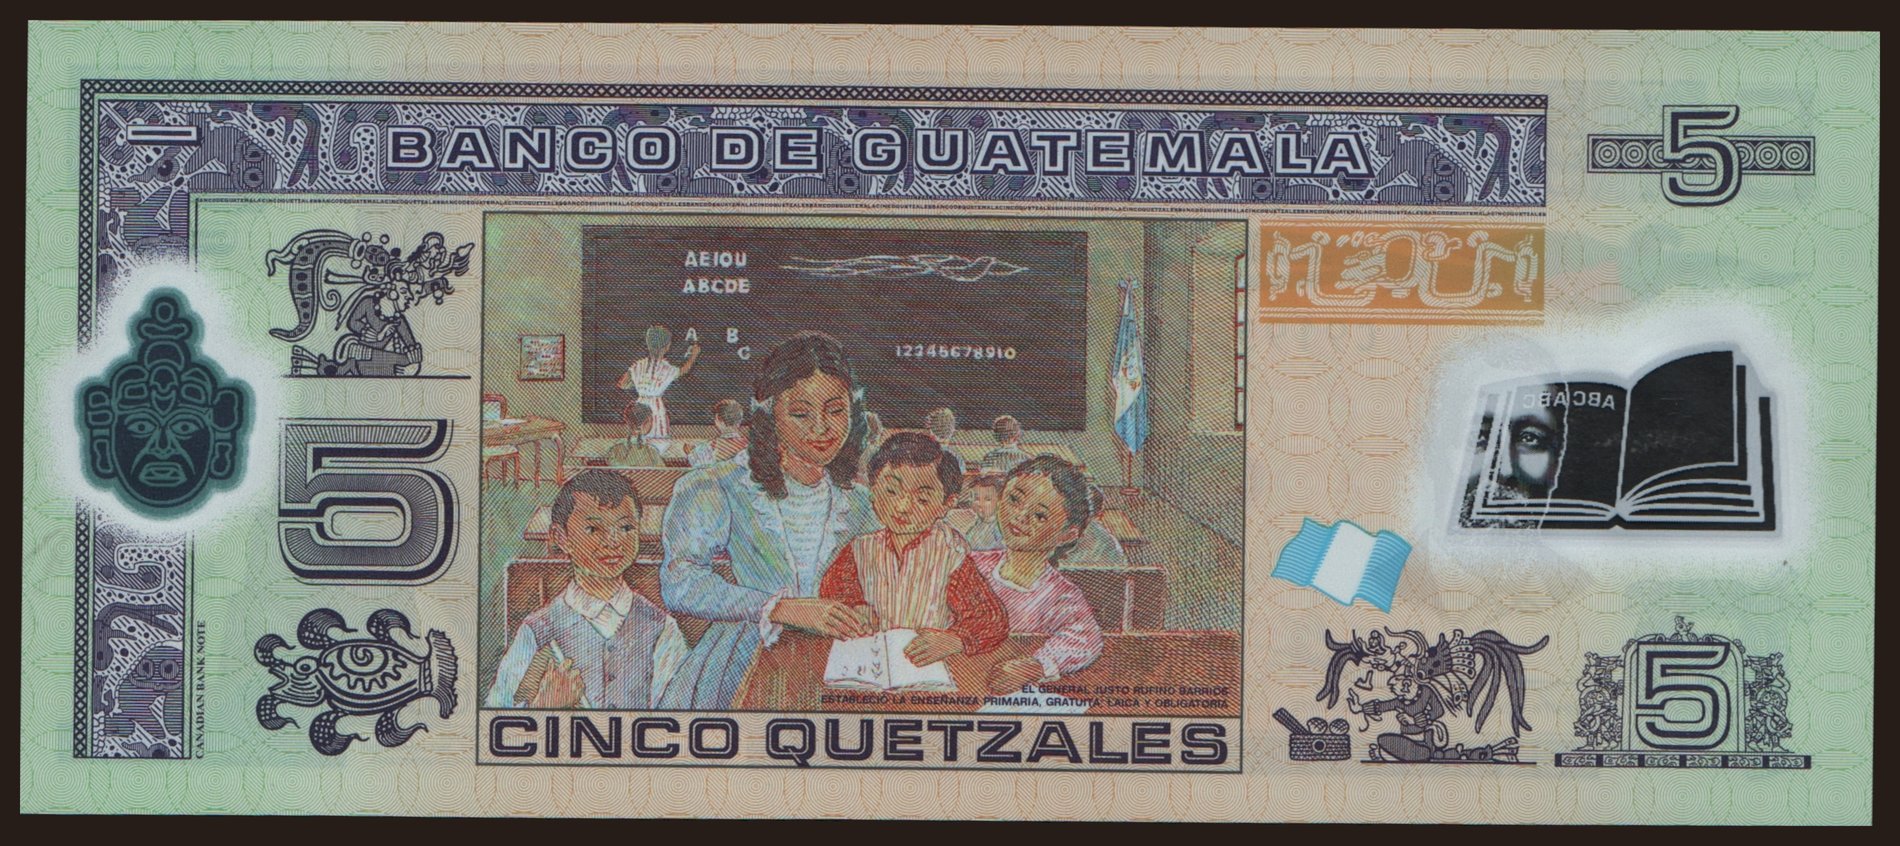 BANCO DE GUATEMALA
5
AEIOU
ABCDE
A B
C
12345678910
ABCABC
5
EL GENERAL JUSTO RUFINO BARRIOS
ESTABLECIÓ LA ENSEÑANZA PRIMARIA, GRATUITA, LAICA Y OBLIGATORIA
CINCO QUETZALES
5
CANADIAN BANK NOTE